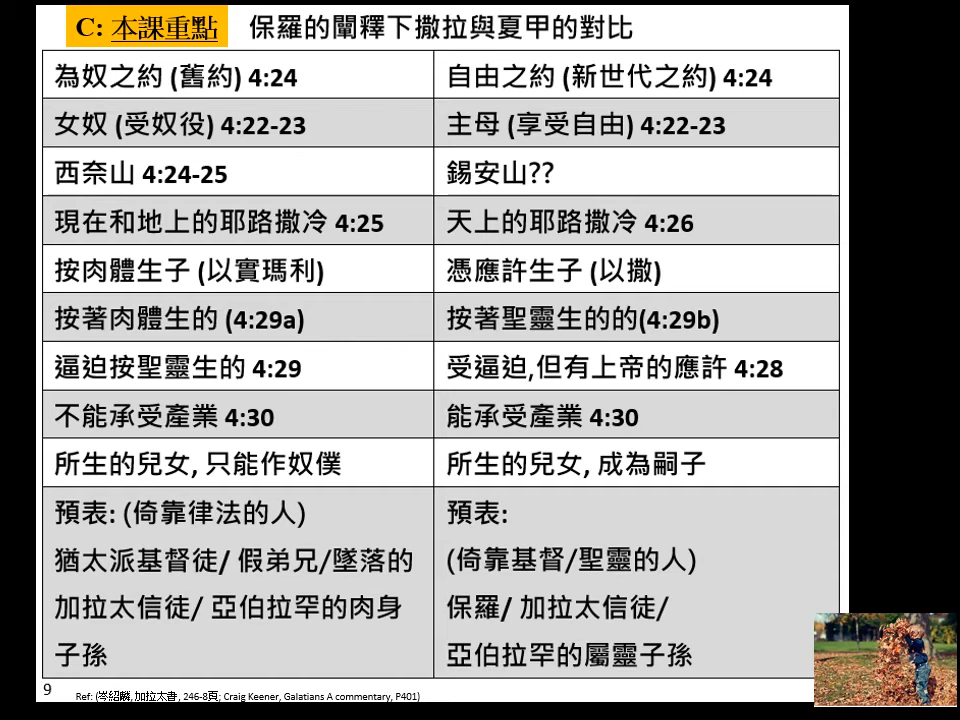 C: 本課重點 保羅的闡釋下撒拉與夏甲的對比
為奴之約 (舊約) 4:24 自由之約 (新世代之約) 4:24
女奴 (受奴役) 4:22-23 主母 (享受自由) 4:22-23
西奈山 4:24-25 錫安山??
現在和地上的耶路撒冷 4:25 天上的耶路撒冷 4:26
按肉體生子 (以實瑪利) 憑應許生子 (以撒)
按著肉體生的 (4:29a) 按著聖靈生的的(4:29b)
逼迫按聖靈生的 4:29 受逼迫,但有上帝的應許 4:28
不能承受產業 4:30 能承受產業 4:30
所生的兒女, 只能作奴僕 所生的兒女, 成為嗣子
預表: (倚靠律法的人)
猶太派基督徒/ 假弟兄/墜落的
加拉太信徒/ 亞伯拉罕的肉身
子孫
預表:
(倚靠基督/聖靈的人)
保羅/ 加拉太信徒/
亞伯拉罕的屬靈子孫
9 Ref: (岑紹麟,加拉太書, 246-8頁; Craig Keener, Galatians A commentary, P401)